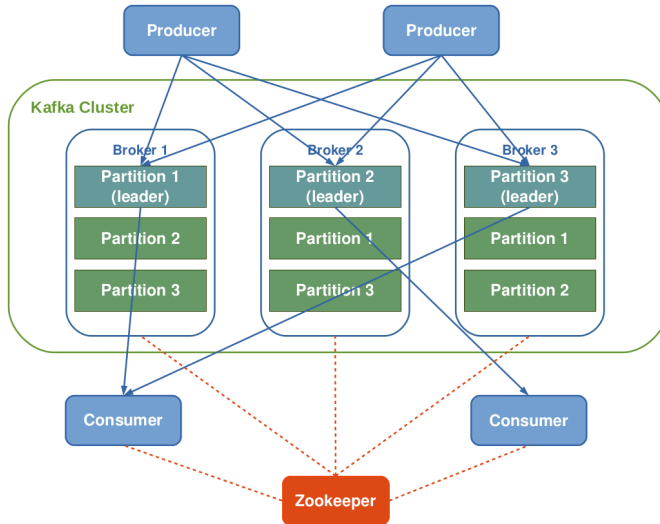 Producer
Producer
Kafka Cluster
Broker 1
Broker 2
Broker 3
Partition 1
(leader)
Partition 2
(leader)
Partition 3
(leader)
Partition 2
Partition 1
Partition 1
Partition 3
Partition 3
Partition 2
Consumer
Consumer
Zookeeper